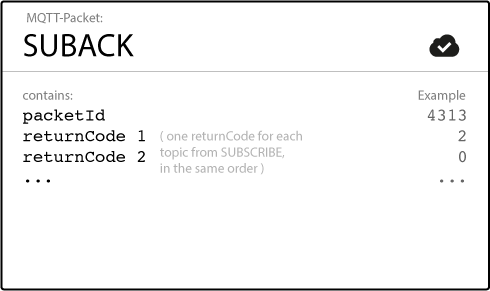 MQTT-Packet:
SUBACK
contains: Example
packetId 4313
returnCode 1 ( one returnCode for each 2
returnCode 2 topic from SUBSCRIBE, 0
in the same order )
... ...